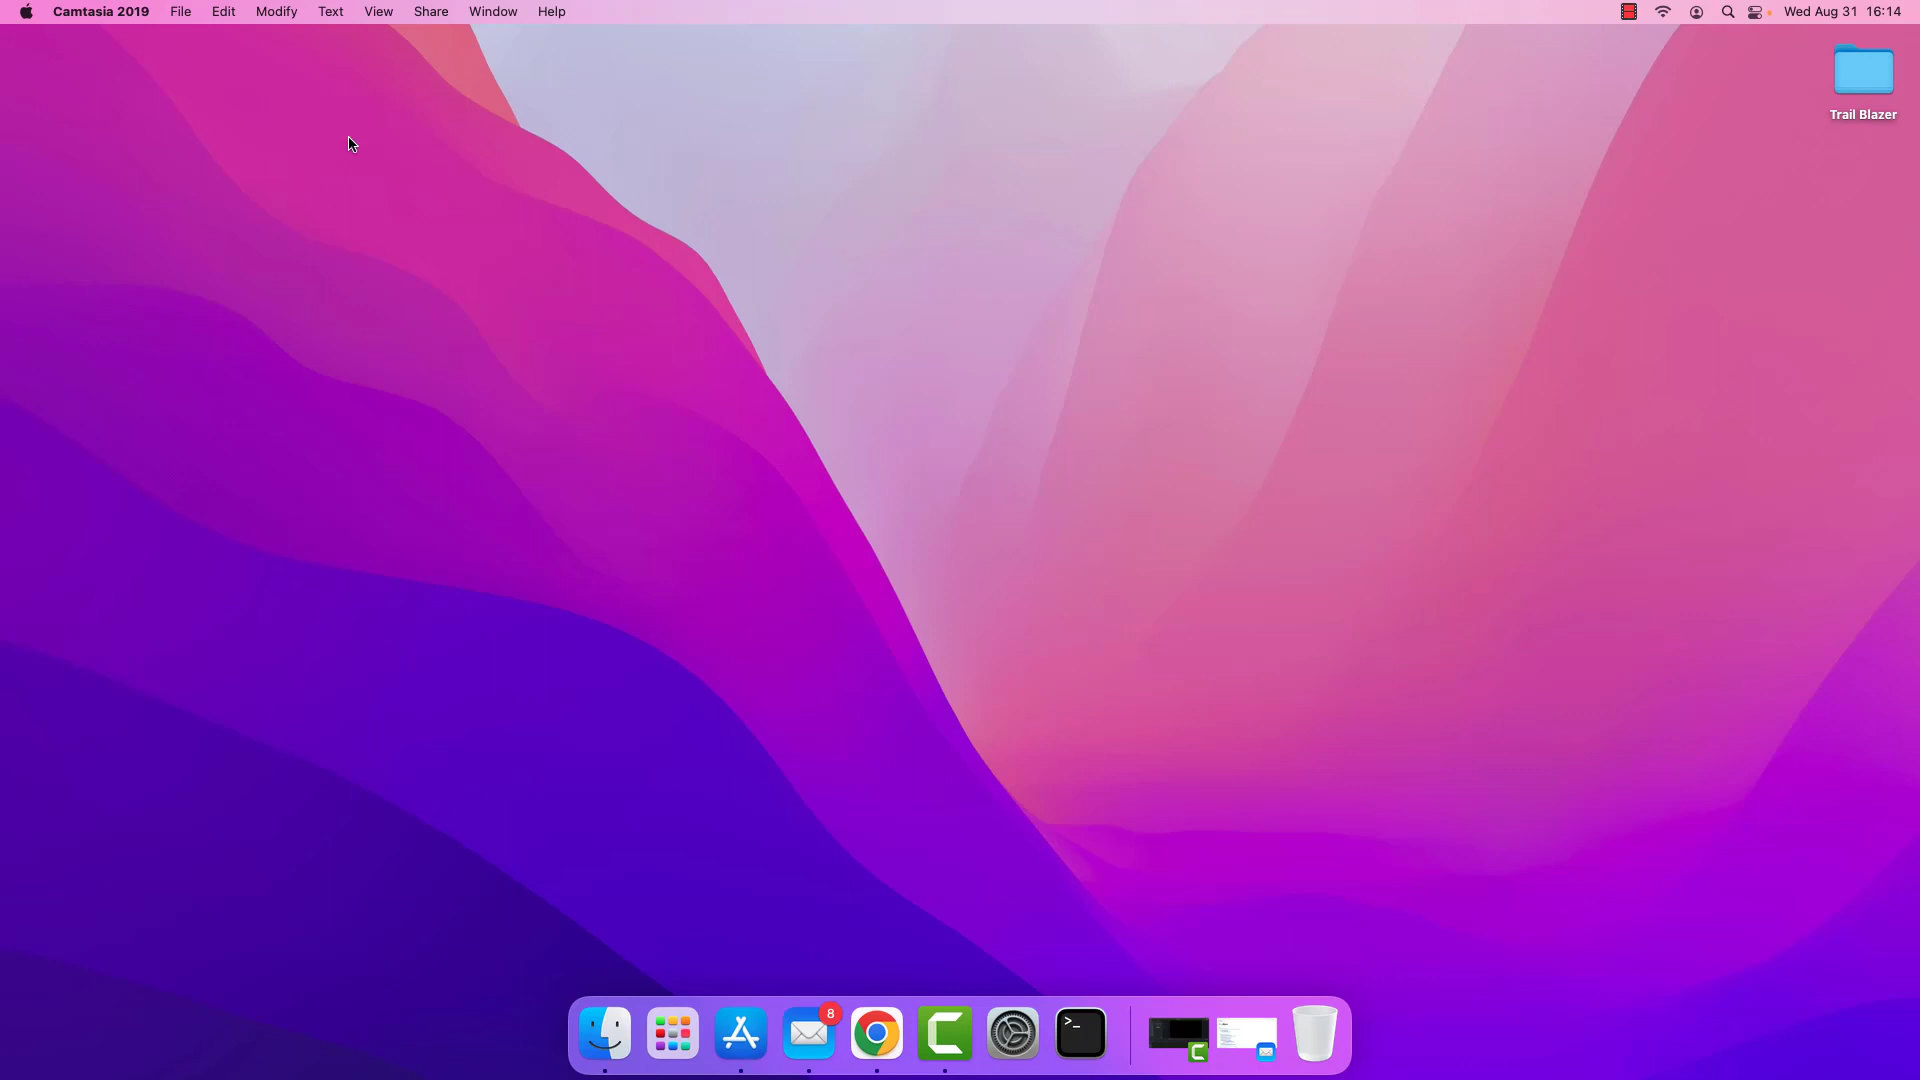 Camtasia 2019 File Edit Modify Text View Share Window Help Wed Aug 31 16:14
Trail Blazer
8
>_